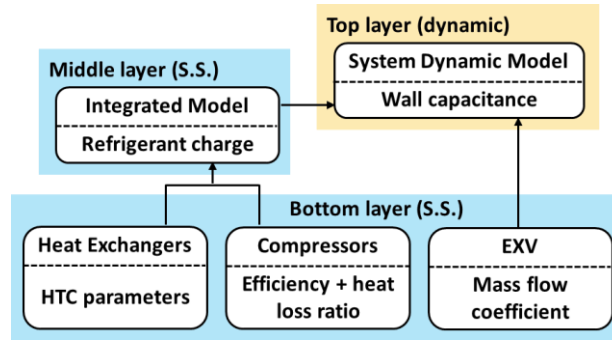 Top layer (dynamic)
System Dynamic Model
Wall capacitance
Middle layer (S.S.)
Integrated Model
Refrigerant charge
Bottom layer (S.S.)
Heat Exchangers
HTC parameters
Compressors
Efficiency + heat
loss ratio
EXV
Mass flow
coefficient